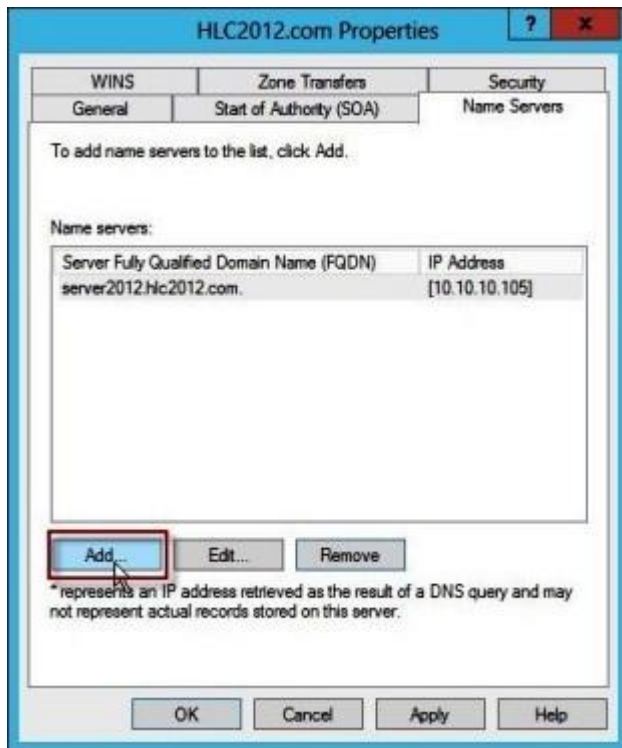 HLC2012.com Properties ? x
WINS Zone Transfers Security
General Start of Authority (SOA) Name Servers
To add name servers to the list, click Add.
Name servers:
Server Fully Qualified Domain Name (FQDN) IP Address
server2012.hlc2012.com. [10.10.10.105]
Add... Edit... Remove
* represents an IP address retrieved as the result of a DNS query and may
not represent actual records stored on this server.
OK Cancel Apply Help